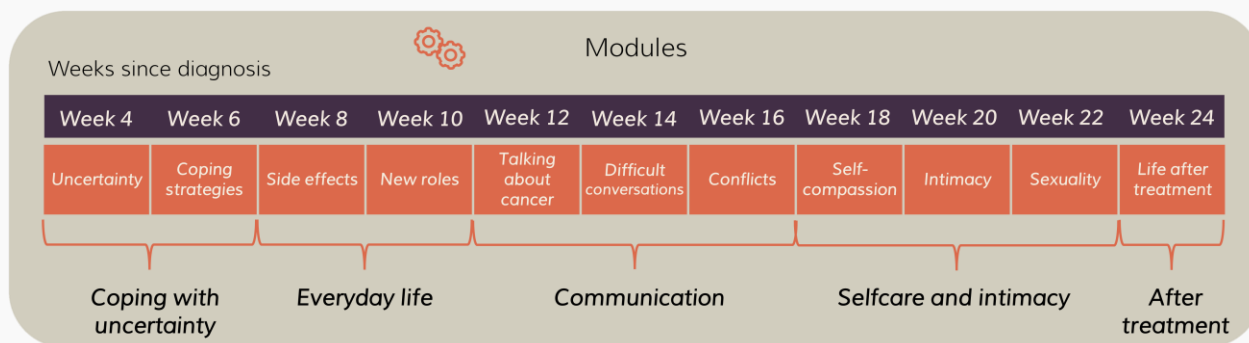 Modules
Weeks since diagnosis
Week 4 Week 6 Week 8 Week 10 Week 12 Week 14 Week 16 Week 18 Week 20 Week 22 Week 24
Uncertainty
Coping
strategies
Side effects
New roles
Talking
about
cancer
Difficult
conversations
Conflicts
Self-
compassion
Intimacy
Sexuality
Life after
treatment
Coping with
uncertainty
Everyday life
Communication
Selfcare and intimacy
After
treatment